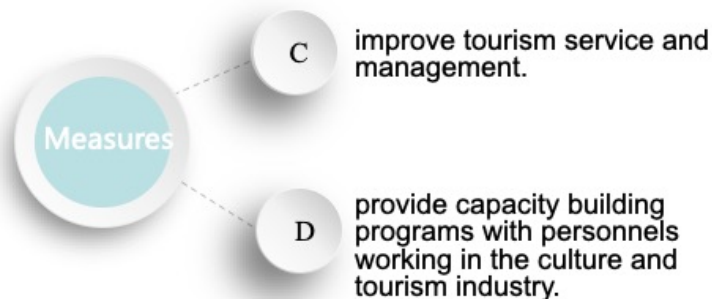 Measures
C
improve tourism service and
management.
D
provide capacity building
programs with personnels
working in the culture and
tourism industry.